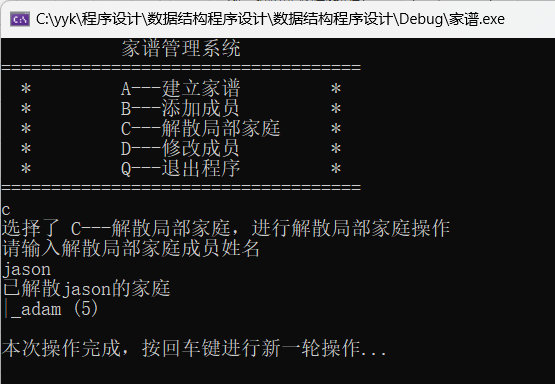 C:\yyk\程序设计\数据结构程序设计\数据结构程序设计\Debug\家谱.exe
家谱管理系统
====================================
* A---建立家谱 *
* B---添加成员 *
* C---解散局部家庭 *
* D---修改成员 *
* Q---退出程序 *
====================================
c
选择了 C---解散局部家庭，进行解散局部家庭操作
请输入解散局部家庭成员姓名
jason
已解散jason的家庭
|_adam (5)
本次操作完成，按回车键进行新一轮操作...